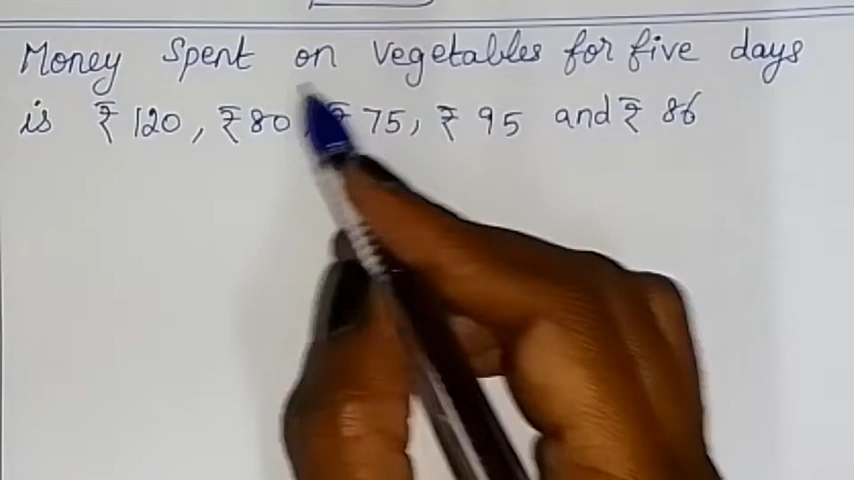 Money Spent on vegetables for five days
is ₹ 120, ₹ 80, ₹ 75, ₹ 95 and ₹ 86